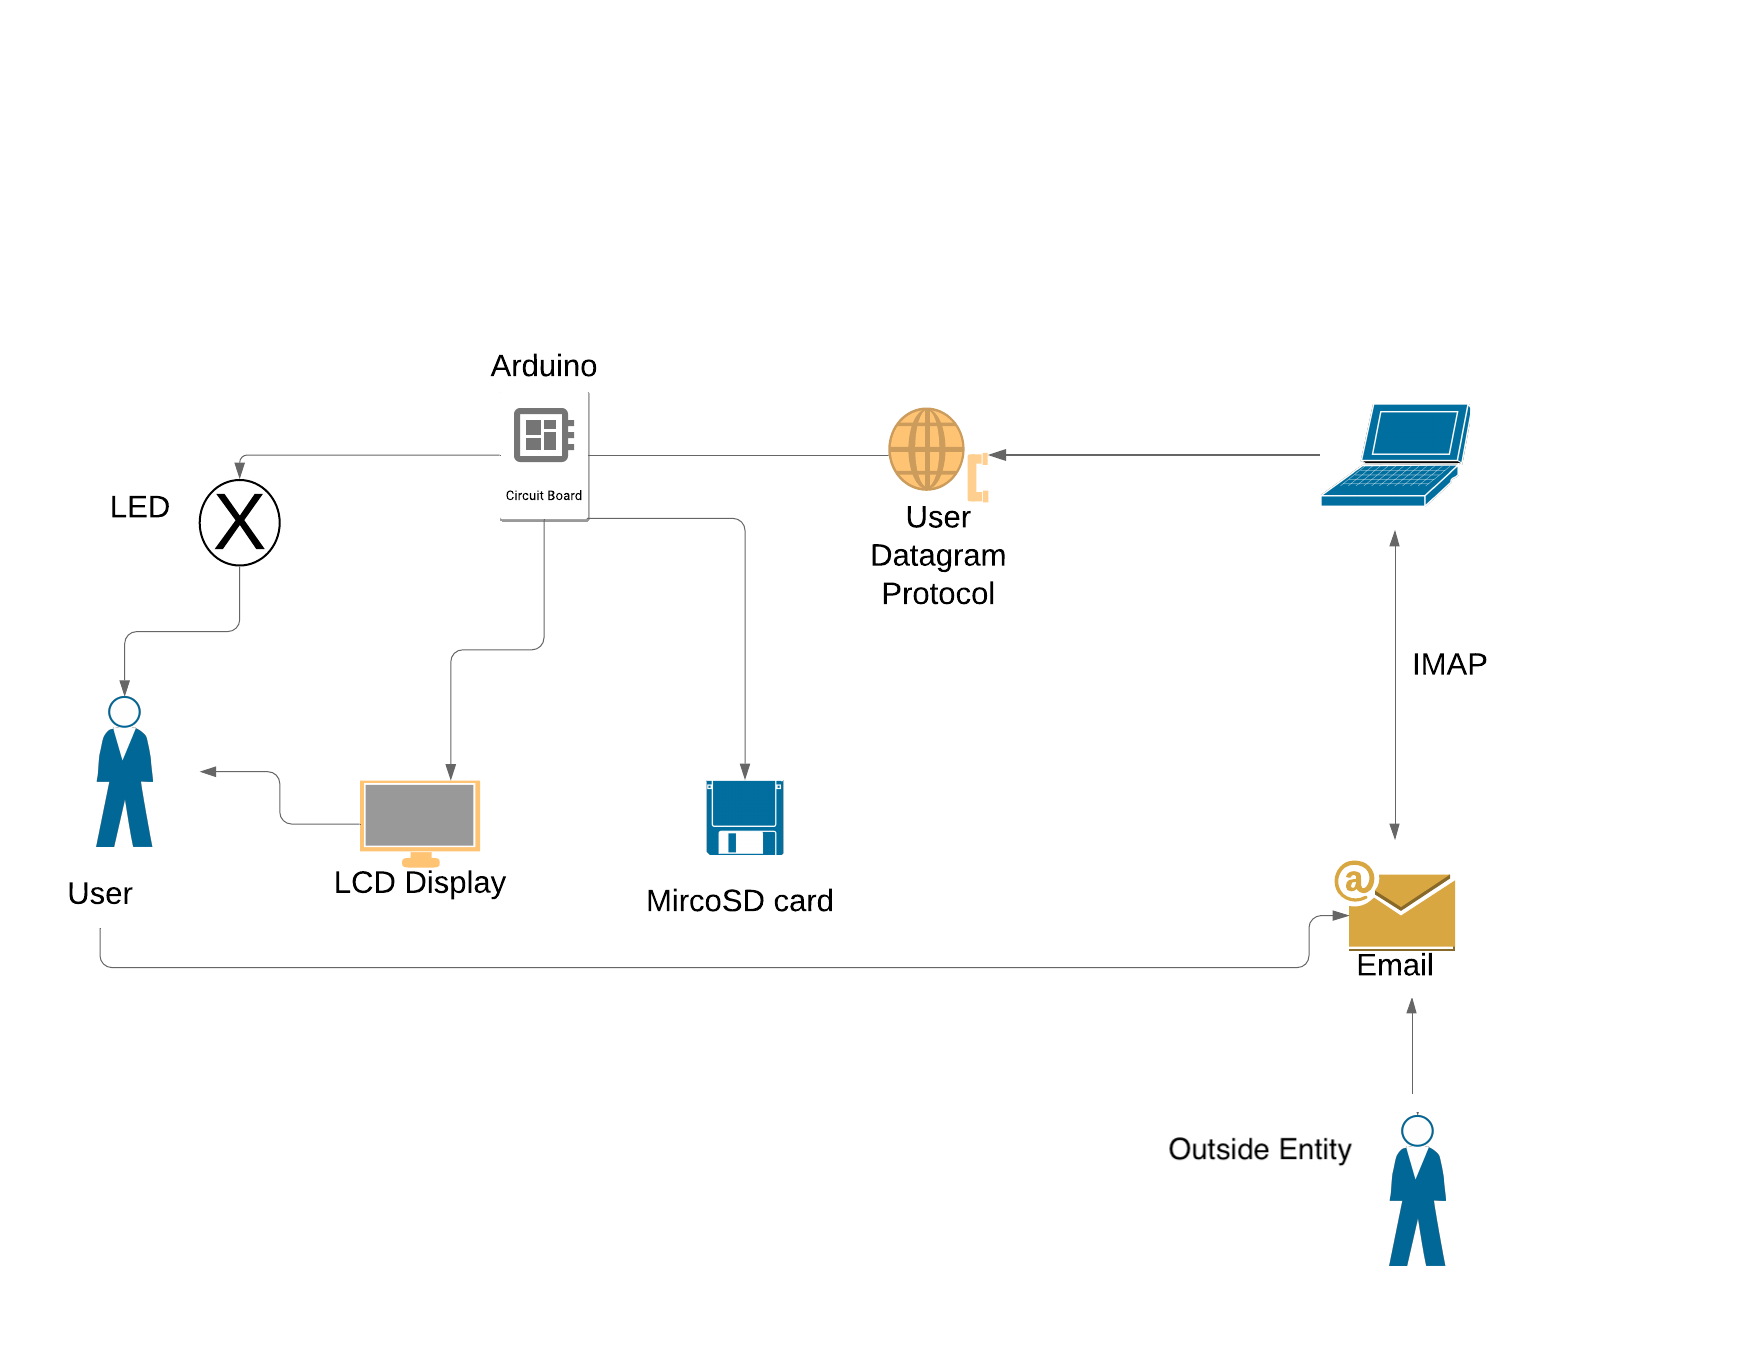 Arduino
Circuit Board
LED
X
User
Datagram
Protocol
IMAP
User
LCD Display
MircoSD card
@
Email
Outside Entity